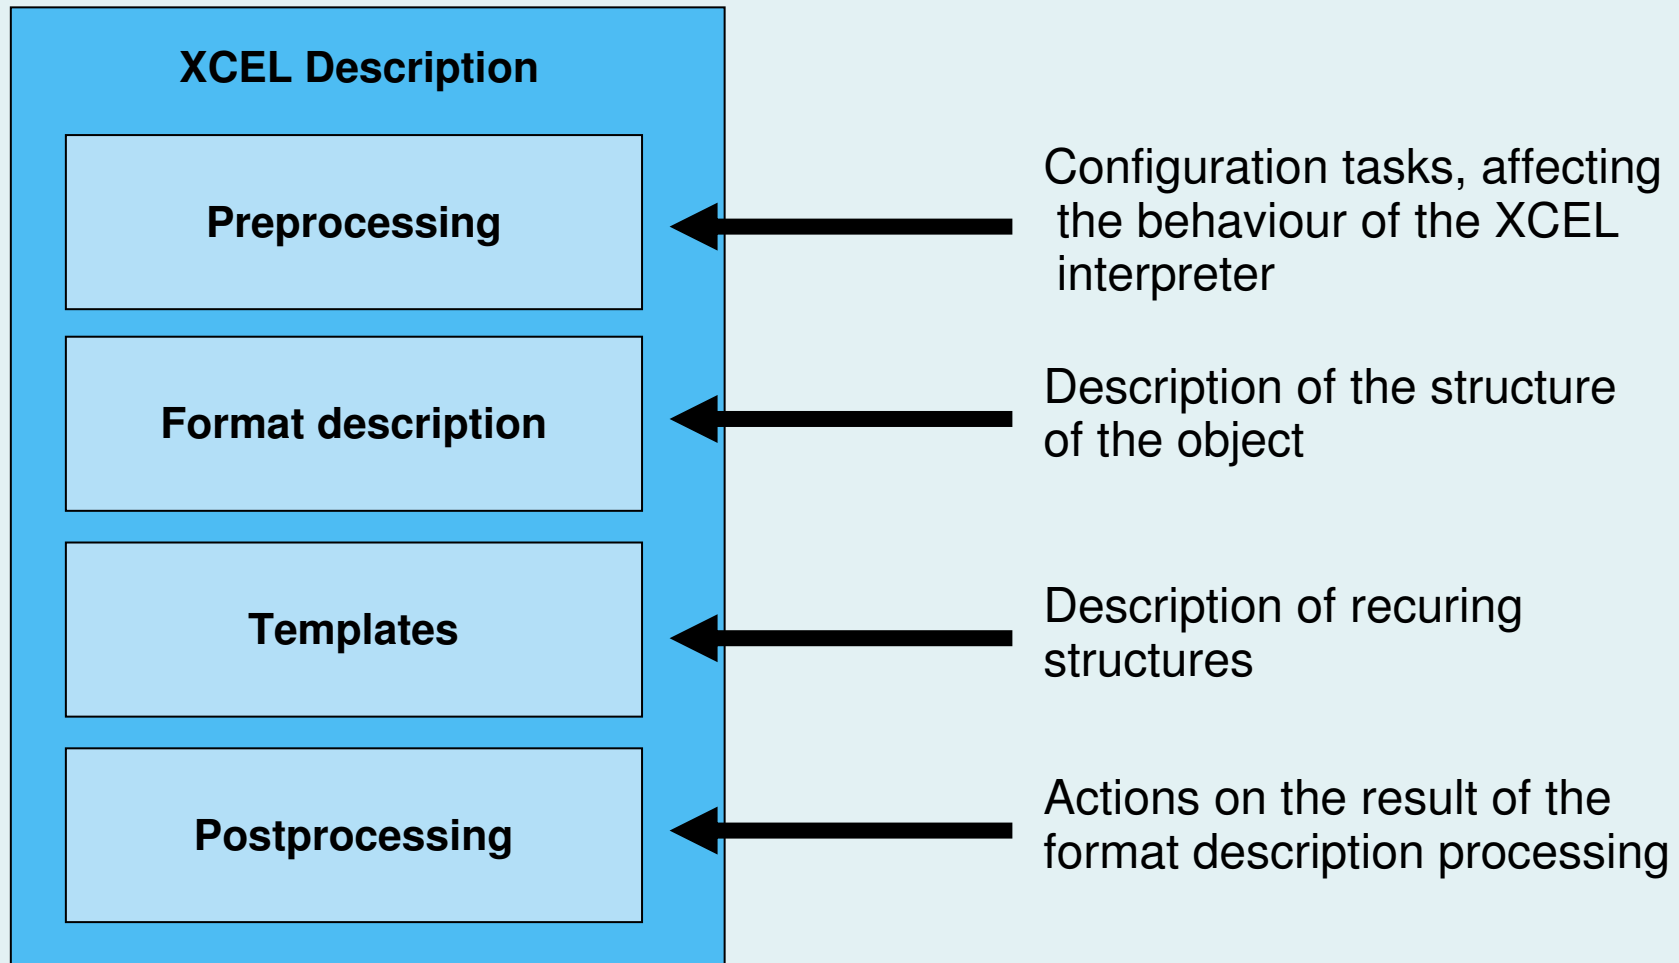 XCEL Description
Preprocessing
Configuration tasks, affecting
the behaviour of the XCEL
interpreter
Format description
Description of the structure
of the object
Templates
Description of recuring
structures
Postprocessing
Actions on the result of the
format description processing